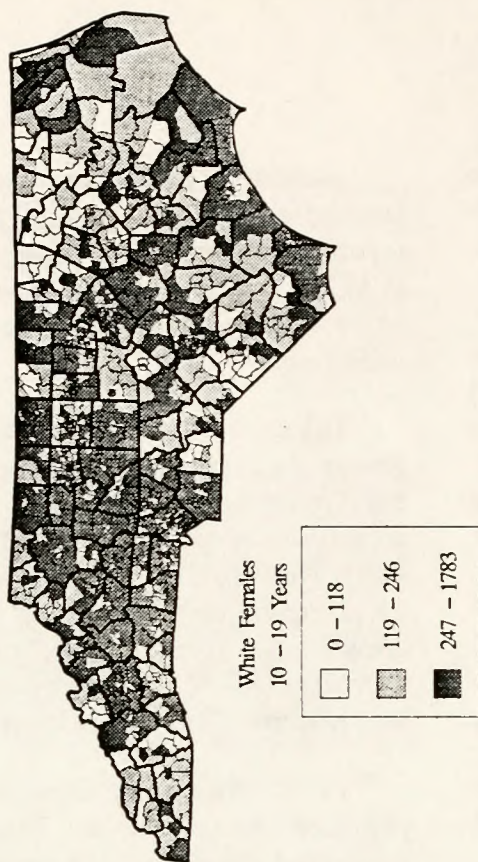 White Females
10 – 19 Years
0 – 118
119 – 246
247 – 1783